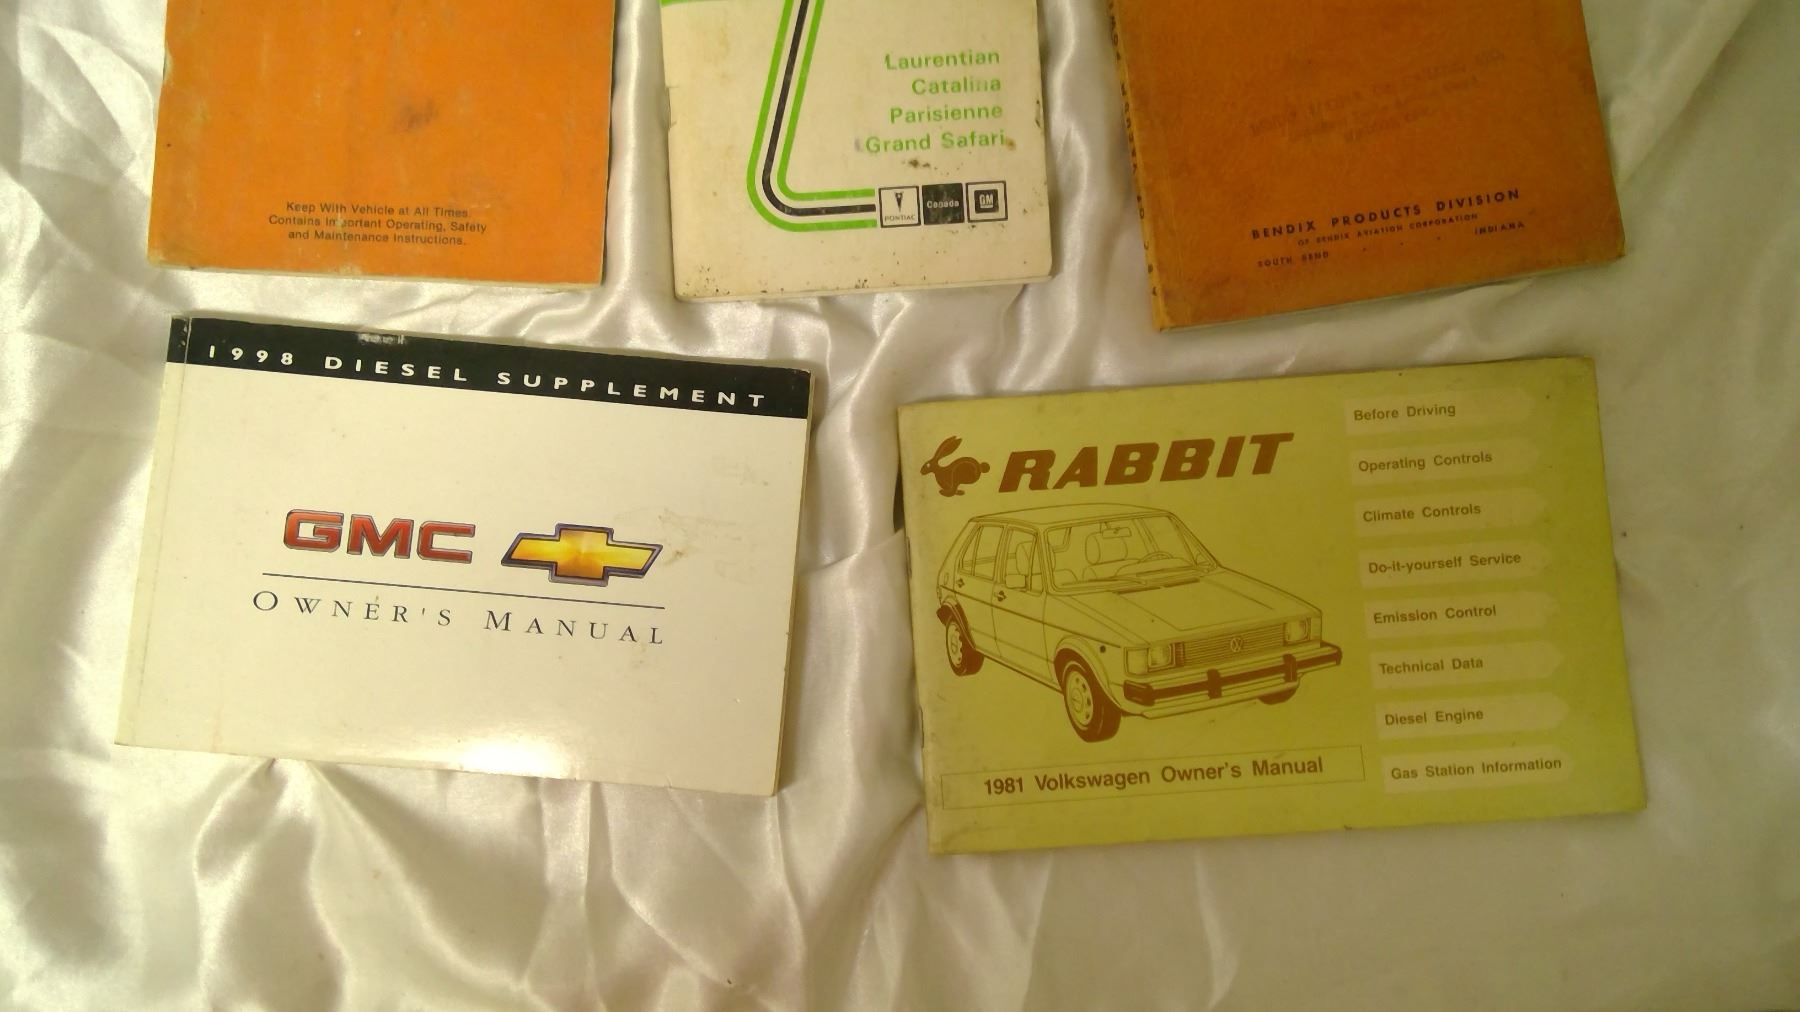 Keep With Vehicle at All Times.
Contains Important Operating, Safety
and Maintenance Instructions.
Laurentian
Catalina
Parisienne
Grand Safari
PONTIAC
Canada
GM
BENDIX PRODUCTS DIVISION
OF BENDIX AVIATION CORPORATION
SOUTH BEND INDIANA
1998 DIESEL SUPPLEMENT
GMC
OWNER'S MANUAL
RABBIT
1981 Volkswagen Owner's Manual
Before Driving
Operating Controls
Climate Controls
Do-it-yourself Service
Emission Control
Technical Data
Diesel Engine
Gas Station Information